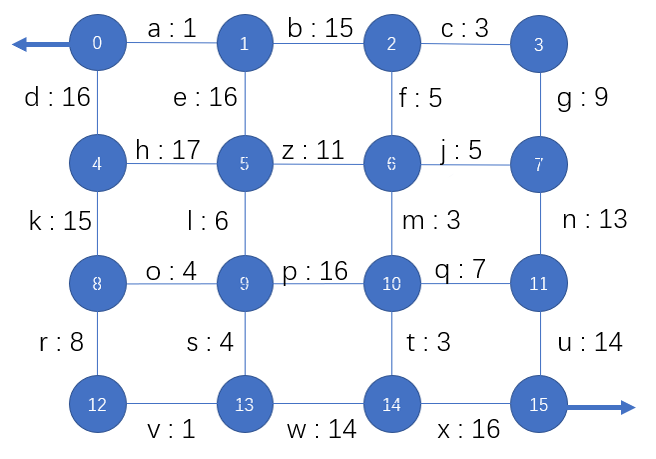 a : 1 b : 15 c : 3
0 1 2 3
d : 16 e : 16 f : 5 g : 9
h : 17 z : 11 j : 5
4 5 6 7
k : 15 l : 6 m : 3 n : 13
o : 4 p : 16 q : 7
8 9 10 11
r : 8 s : 4 t : 3 u : 14
12 13 14 15
v : 1 w : 14 x : 16